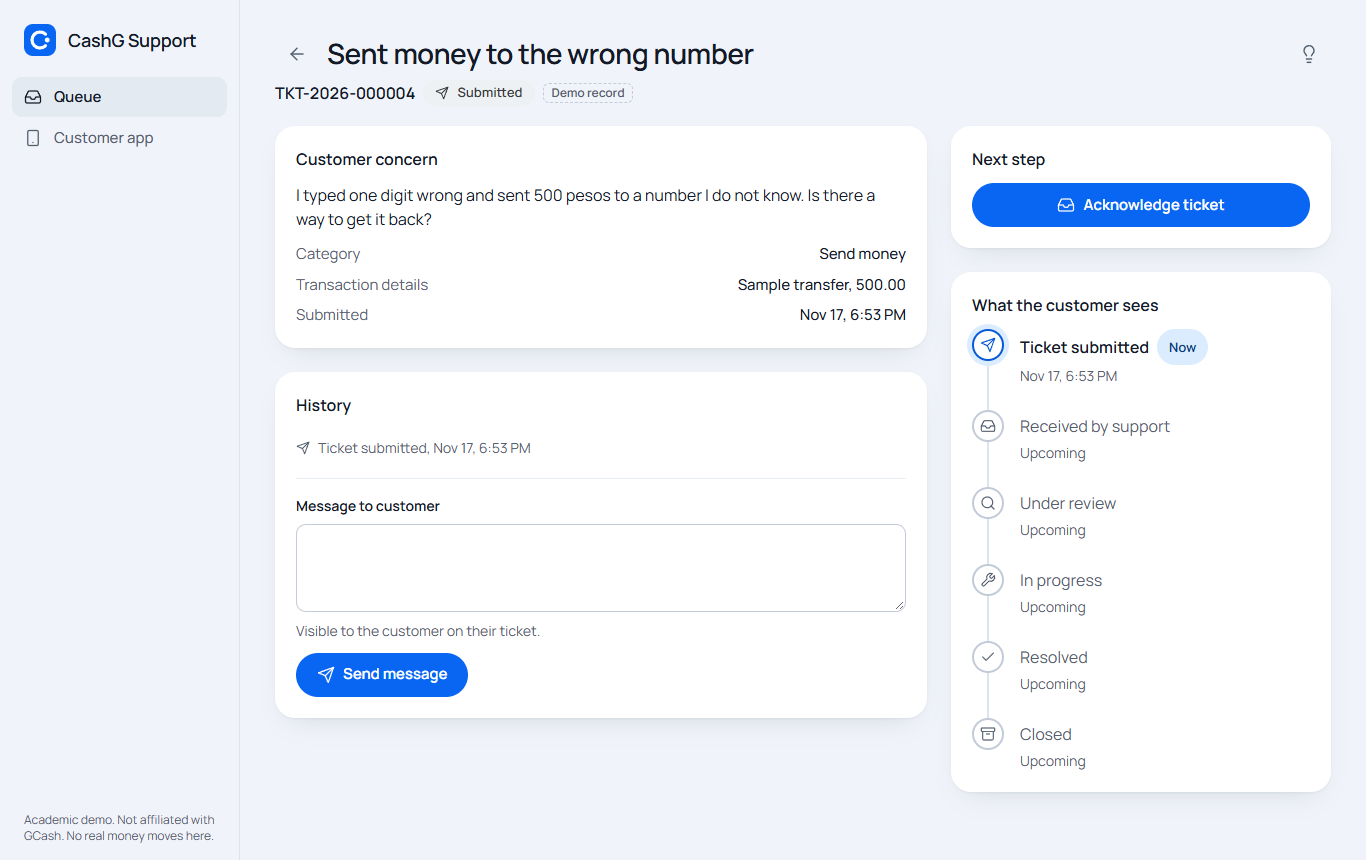 CashG Support
Queue
Customer app
Academic demo. Not affiliated with
GCash. No real money moves here.
Sent money to the wrong number
TKT-2026-000004 Submitted Demo record
Customer concern
I typed one digit wrong and sent 500 pesos to a number I do not know. Is there a
way to get it back?
Category Send money
Transaction details Sample transfer, 500.00
Submitted Nov 17, 6:53 PM
History
Ticket submitted, Nov 17, 6:53 PM
Message to customer
Visible to the customer on their ticket.
Send message
Next step
Acknowledge ticket
What the customer sees
Ticket submitted Now
Nov 17, 6:53 PM
Received by support
Upcoming
Under review
Upcoming
In progress
Upcoming
Resolved
Upcoming
Closed
Upcoming